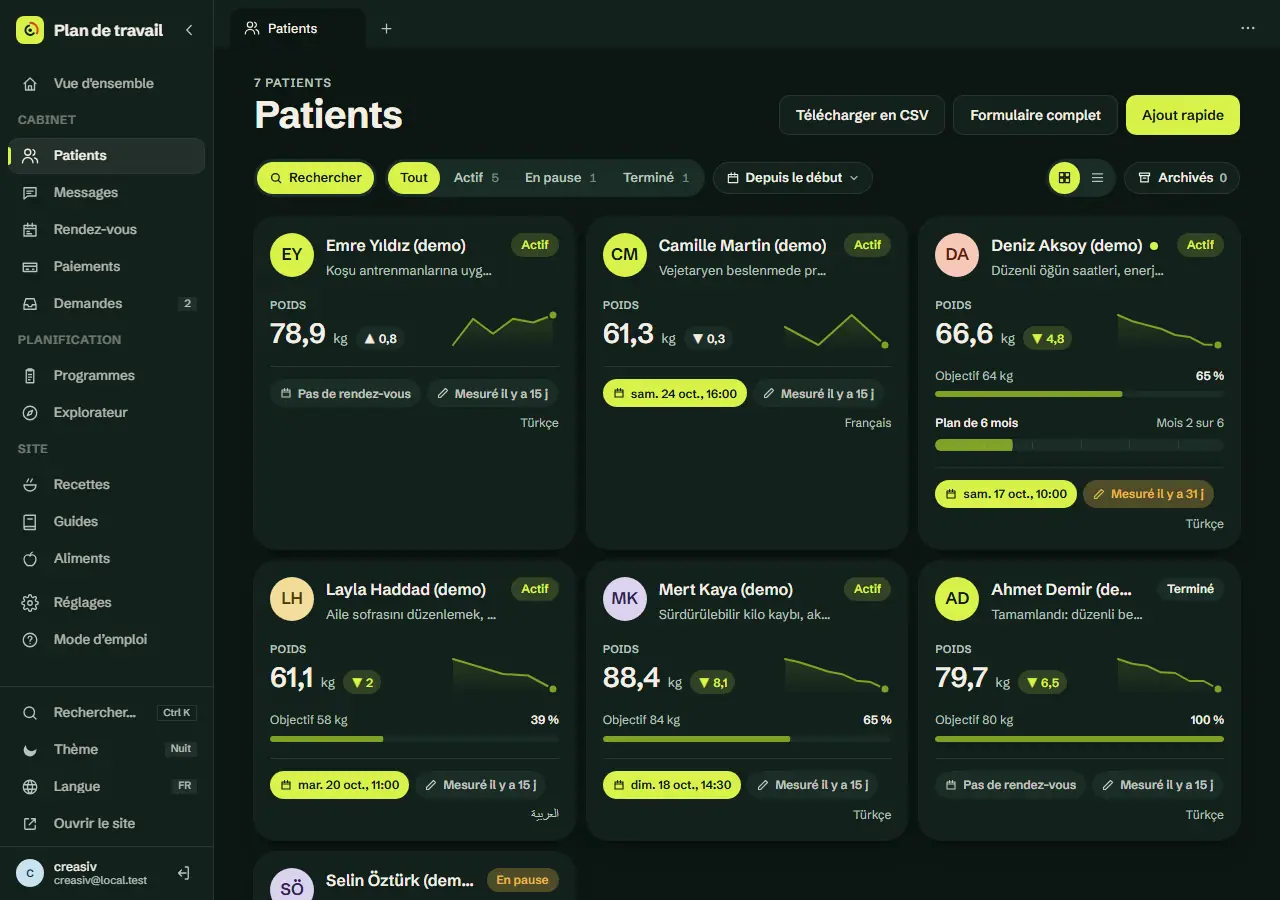 Plan de travail
Vue d'ensemble
CABINET
Patients
Messages
Rendez-vous
Paiements
Demandes 2
PLANIFICATION
Programmes
Explorateur
SITE
Recettes
Guides
Aliments
Réglages
Mode d'emploi
Rechercher... Ctrl K
Thème Nuit
Langue FR
Ouvrir le site
C creasiv
creasiv@local.test
Patients
7 PATIENTS
Patients
Télécharger en CSV Formulaire complet Ajout rapide
Rechercher Tout Actif 5 En pause 1 Terminé 1 Depuis le début Archivés 0
EY Emre Yıldız (demo) Actif
Koşu antrenmanlarına uyg...
POIDS
78,9 kg ▲ 0,8
Pas de rendez-vous Mesuré il y a 15 j
Türkçe
CM Camille Martin (demo) Actif
Vejetaryen beslenmede pr...
POIDS
61,3 kg ▼ 0,3
sam. 24 oct., 16:00 Mesuré il y a 15 j
Français
DA Deniz Aksoy (demo) Actif
Düzenli öğün saatleri, enerj...
POIDS
66,6 kg ▼ 4,8
Objectif 64 kg 65 %
Plan de 6 mois Mois 2 sur 6
sam. 17 oct., 10:00 Mesuré il y a 31 j
Türkçe
LH Layla Haddad (demo) Actif
Aile sofrasını düzenlemek, ...
POIDS
61,1 kg ▼ 2
Objectif 58 kg 39 %
mar. 20 oct., 11:00 Mesuré il y a 15 j
العربية
MK Mert Kaya (demo) Actif
Sürdürülebilir kilo kaybı, ak...
POIDS
88,4 kg ▼ 8,1
Objectif 84 kg 65 %
dim. 18 oct., 14:30 Mesuré il y a 15 j
Türkçe
AD Ahmet Demir (de... Terminé
Tamamlandı: düzenli be...
POIDS
79,7 kg ▼ 6,5
Objectif 80 kg 100 %
Pas de rendez-vous Mesuré il y a 15 j
Türkçe
SÖ Selin Öztürk (dem... En pause